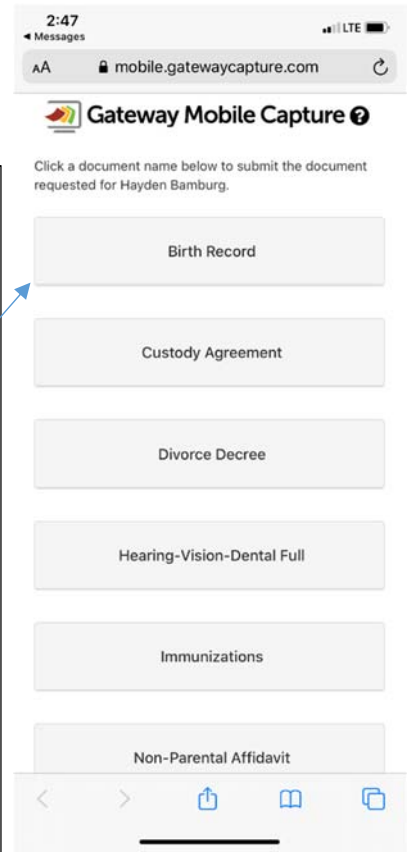 2:47
Messages
LTE
AA mobile.gatewaycapture.com
Gateway Mobile Capture ?
Click a document name below to submit the document
requested for Hayden Bamburg.
Birth Record
Custody Agreement
Divorce Decree
Hearing-Vision-Dental Full
Immunizations
Non-Parental Affidavit